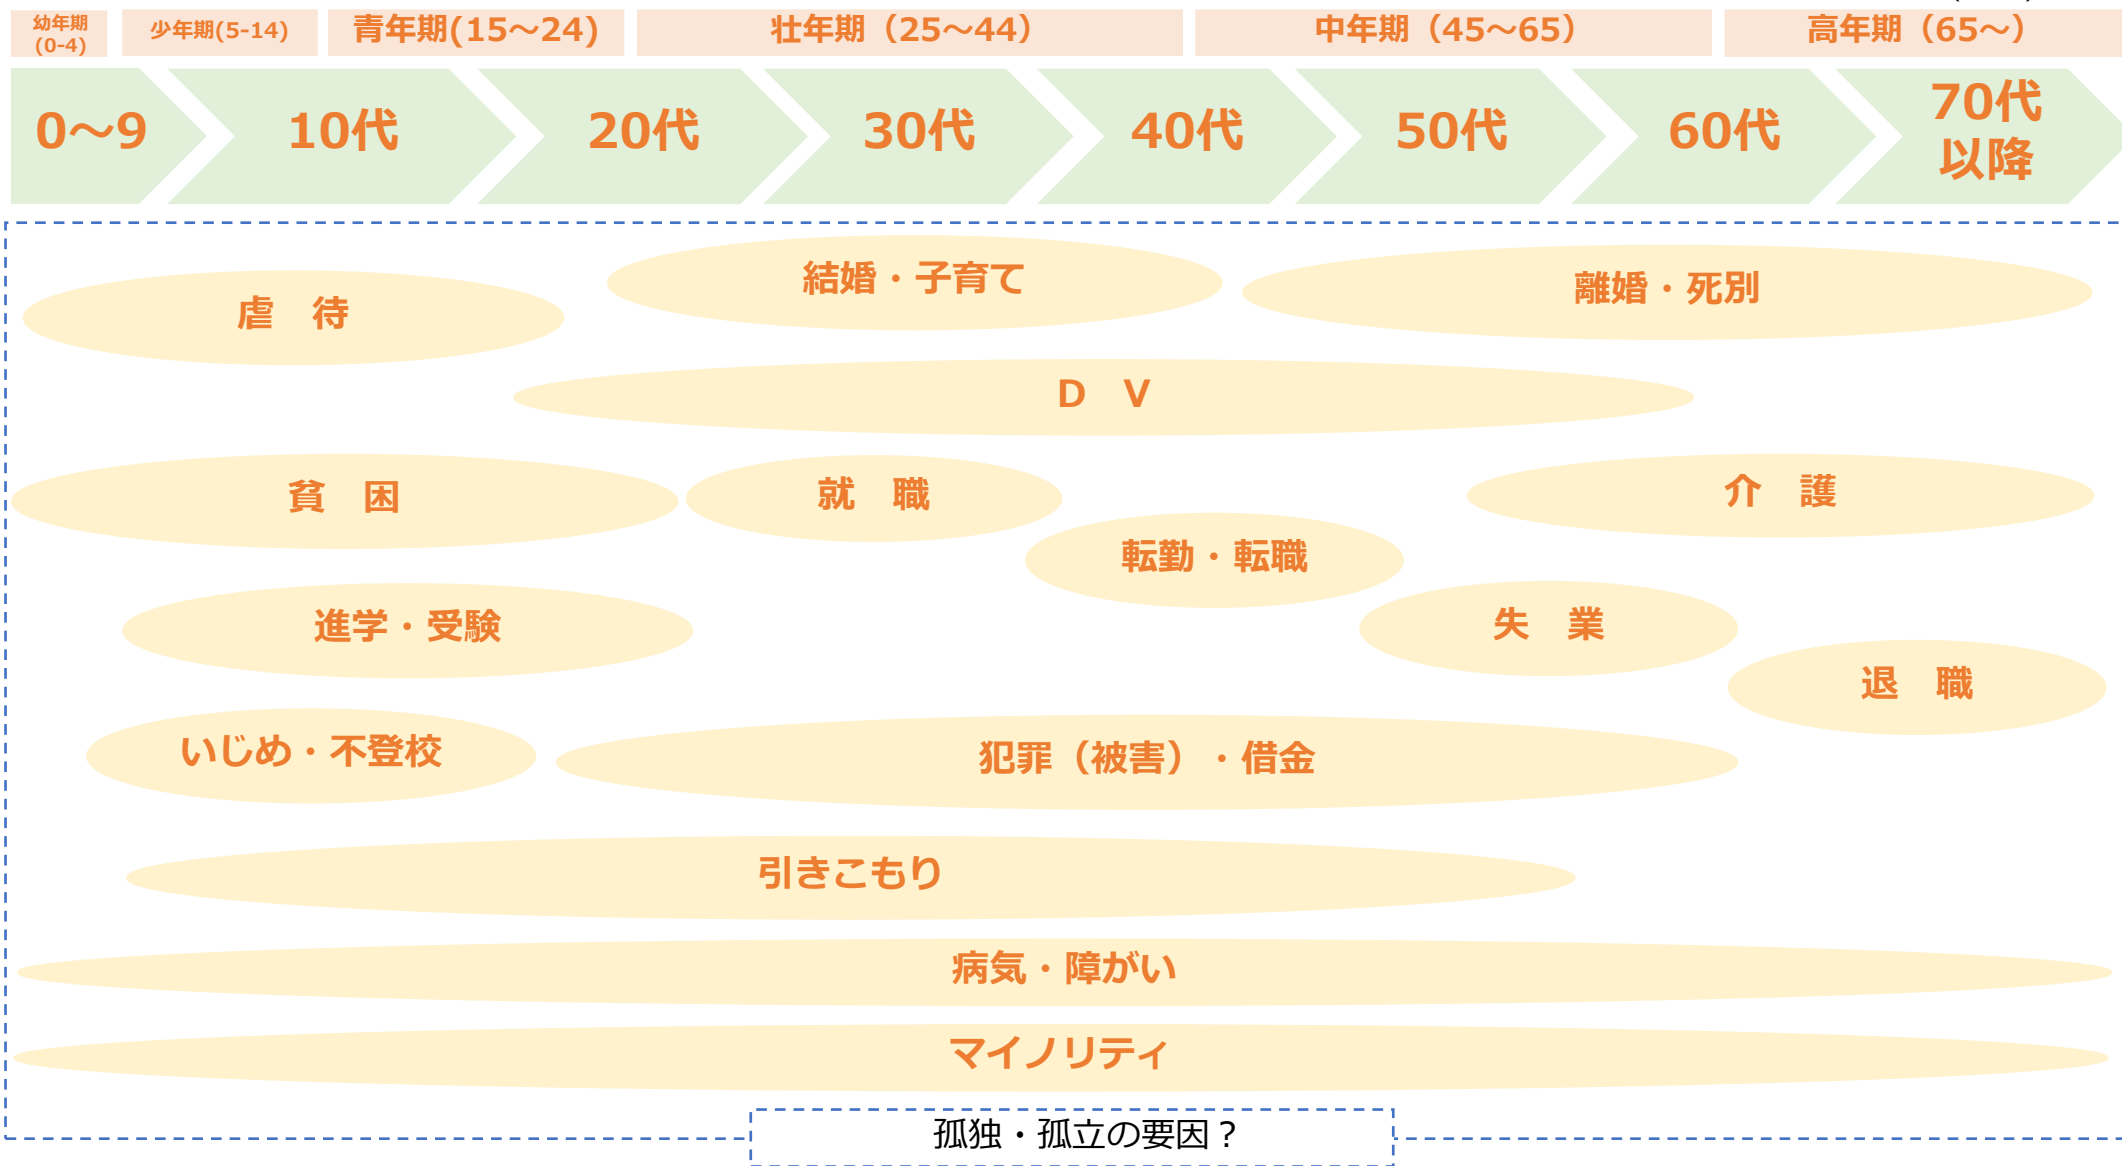 幼年期
(0-4)
少年期(5-14)
青年期(15～24)
壮年期（25～44）
中年期（45～65）
高年期（65～）
0～9
10代
20代
30代
40代
50代
60代
70代
以降
結婚・子育て
離婚・死別
虐　待
D　V
貧　困
就　職
介　護
転勤・転職
進学・受験
失　業
退　職
いじめ・不登校
犯罪（被害）・借金
引きこもり
病気・障がい
マイノリティ
孤独・孤立の要因？